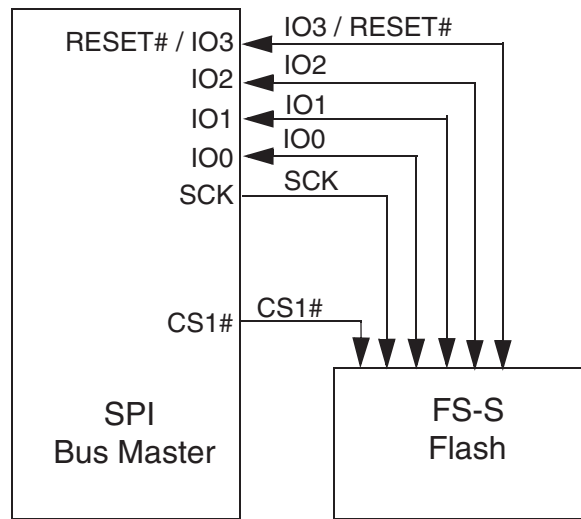 RESET# / IO3
IO3 / RESET#
IO2
IO2
IO1
IO1
IO0
IO0
SCK
SCK
CS1#
CS1#
SPI
Bus Master
FS-S
Flash